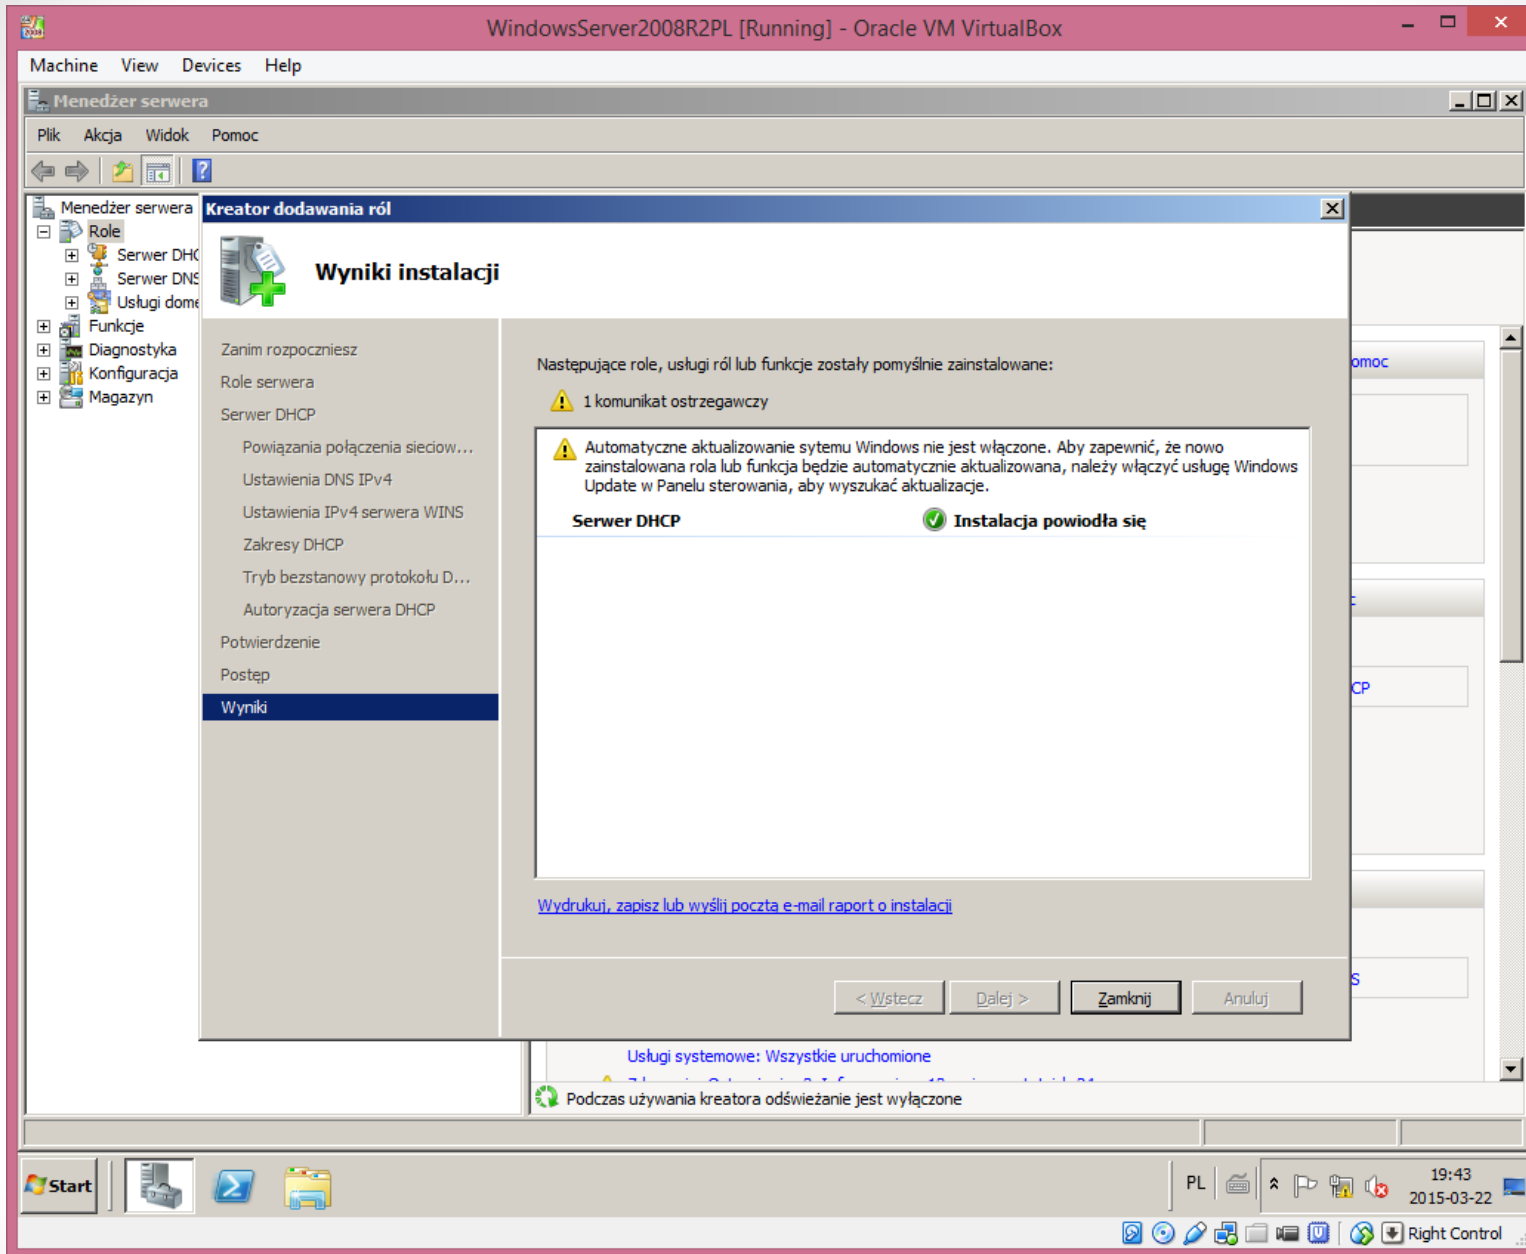 WindowsServer2008R2PL [Running] - Oracle VM VirtualBox
Machine View Devices Help
Menedżer serwera
Plik Akcja Widok Pomoc
Menedżer serwera
Role
Serwer DHC
Serwer DNS
Usługi dome
Funkcje
Diagnostyka
Konfiguracja
Magazyn
Kreator dodawania ról
Wyniki instalacji
Zanim rozpoczniesz
Role serwera
Serwer DHCP
Powiązania połączenia sieciow...
Ustawienia DNS IPv4
Ustawienia IPv4 serwera WINS
Zakresy DHCP
Tryb bezstanowy protokołu D...
Autoryzacja serwera DHCP
Potwierdzenie
Postęp
Wyniki
Następujące role, usługi ról lub funkcje zostały pomyślnie zainstalowane:
1 komunikat ostrzegawczy
Automatyczne aktualizowanie sytemu Windows nie jest włączone. Aby zapewnić, że nowo
zainstalowana rola lub funkcja będzie automatycznie aktualizowana, należy włączyć usługę Windows
Update w Panelu sterowania, aby wyszukać aktualizacje.
Serwer DHCP Instalacja powiodła się
Wydrukuj, zapisz lub wyślij poczta e-mail raport o instalacji
< Wstecz Dalej > Zamknij Anuluj
omoc
CP
S
Usługi systemowe: Wszystkie uruchomione
Podczas używania kreatora odświeżanie jest wyłączone
Start
PL
19:43
2015-03-22
Right Control